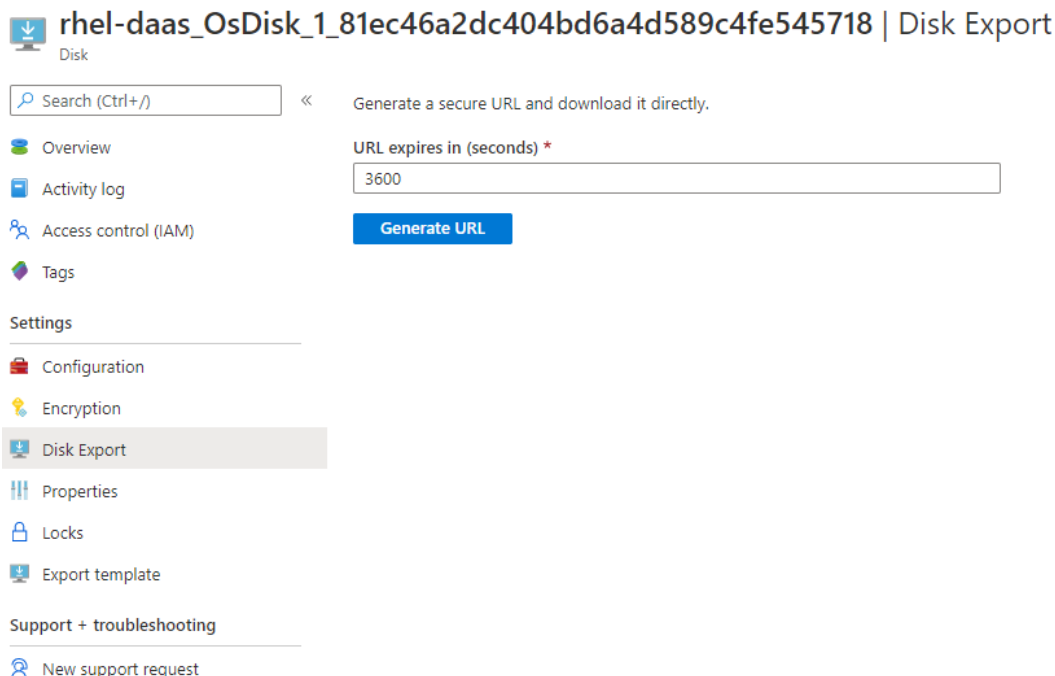 rhel-daas_OsDisk_1_81ec46a2dc404bd6a4d589c4fe545718 | Disk Export
Disk
Search (Ctrl+/)
«
Overview
Activity log
Access control (IAM)
Tags
Settings
Configuration
Encryption
Disk Export
Properties
Locks
Export template
Support + troubleshooting
New support request
Generate a secure URL and download it directly.
URL expires in (seconds) *
3600
Generate URL